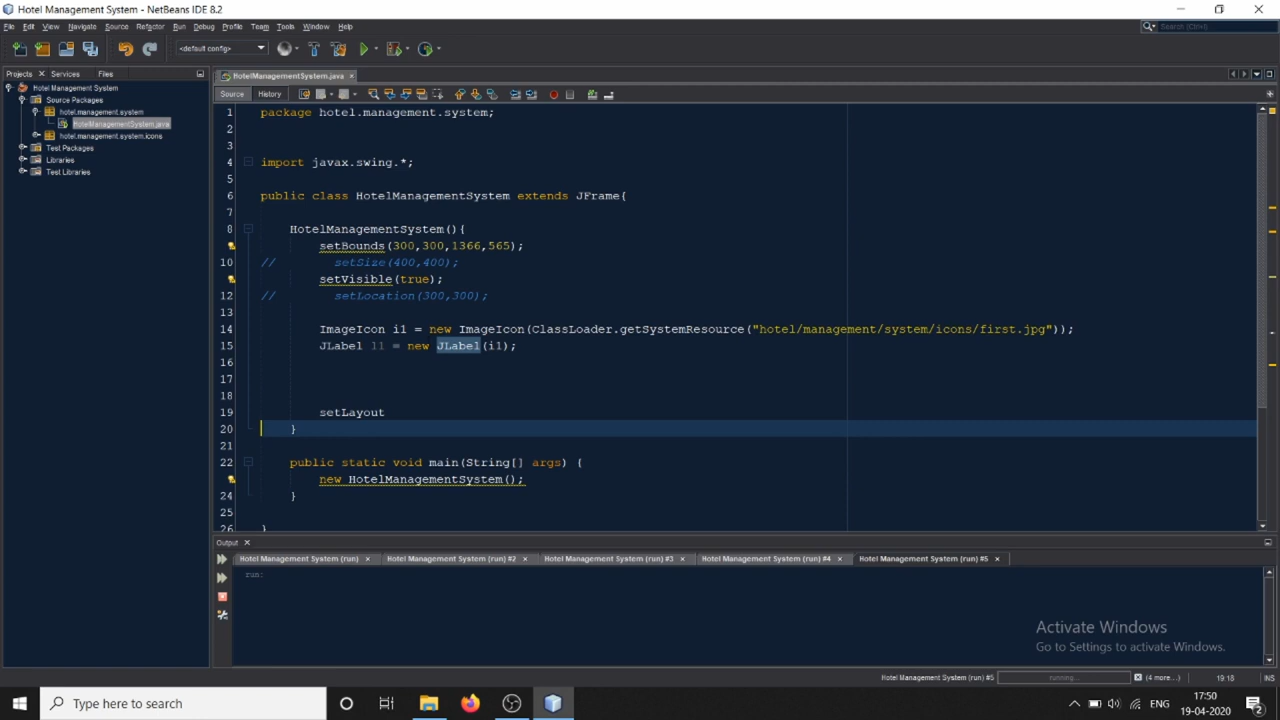 Hotel Management System - NetBeans IDE 8.2
File Edit View Navigate Source Refactor Run Debug Profile Team Tools Window Help
Search (Ctrl+I)
<default config>
Projects Services Files
HotelManagementSystem.java
Hotel Management System
Source Packages
hotel.management.system
HotelManagementSystem.java
hotel.management.system.icons
Test Packages
Libraries
Test Libraries
Source History
1 package hotel.management.system;
2
3
4 import javax.swing.*;
5
6 public class HotelManagementSystem extends JFrame{
7
8 HotelManagementSystem(){
setBounds(300,300,1366,565);
10 // setSize(400,400);
setVisible(true);
12 // setLocation(300,300);
13
14 ImageIcon i1 = new ImageIcon(ClassLoader.getSystemResource("hotel/management/system/icons/first.jpg"));
15 JLabel l1 = new JLabel(i1);
16
17
18
19 setLayout
20 }
21
22 public static void main(String[] args) {
new HotelManagementSystem();
24 }
25
26 }
Output
Hotel Management System (run) Hotel Management System (run) #2 Hotel Management System (run) #3 Hotel Management System (run) #4 Hotel Management System (run) #5
run:
Activate Windows
Go to Settings to activate Windows.
Hotel Management System (run) #5 running... (4 more...) 19:18 INS
Type here to search
ENG
17:50
19-04-2020
2